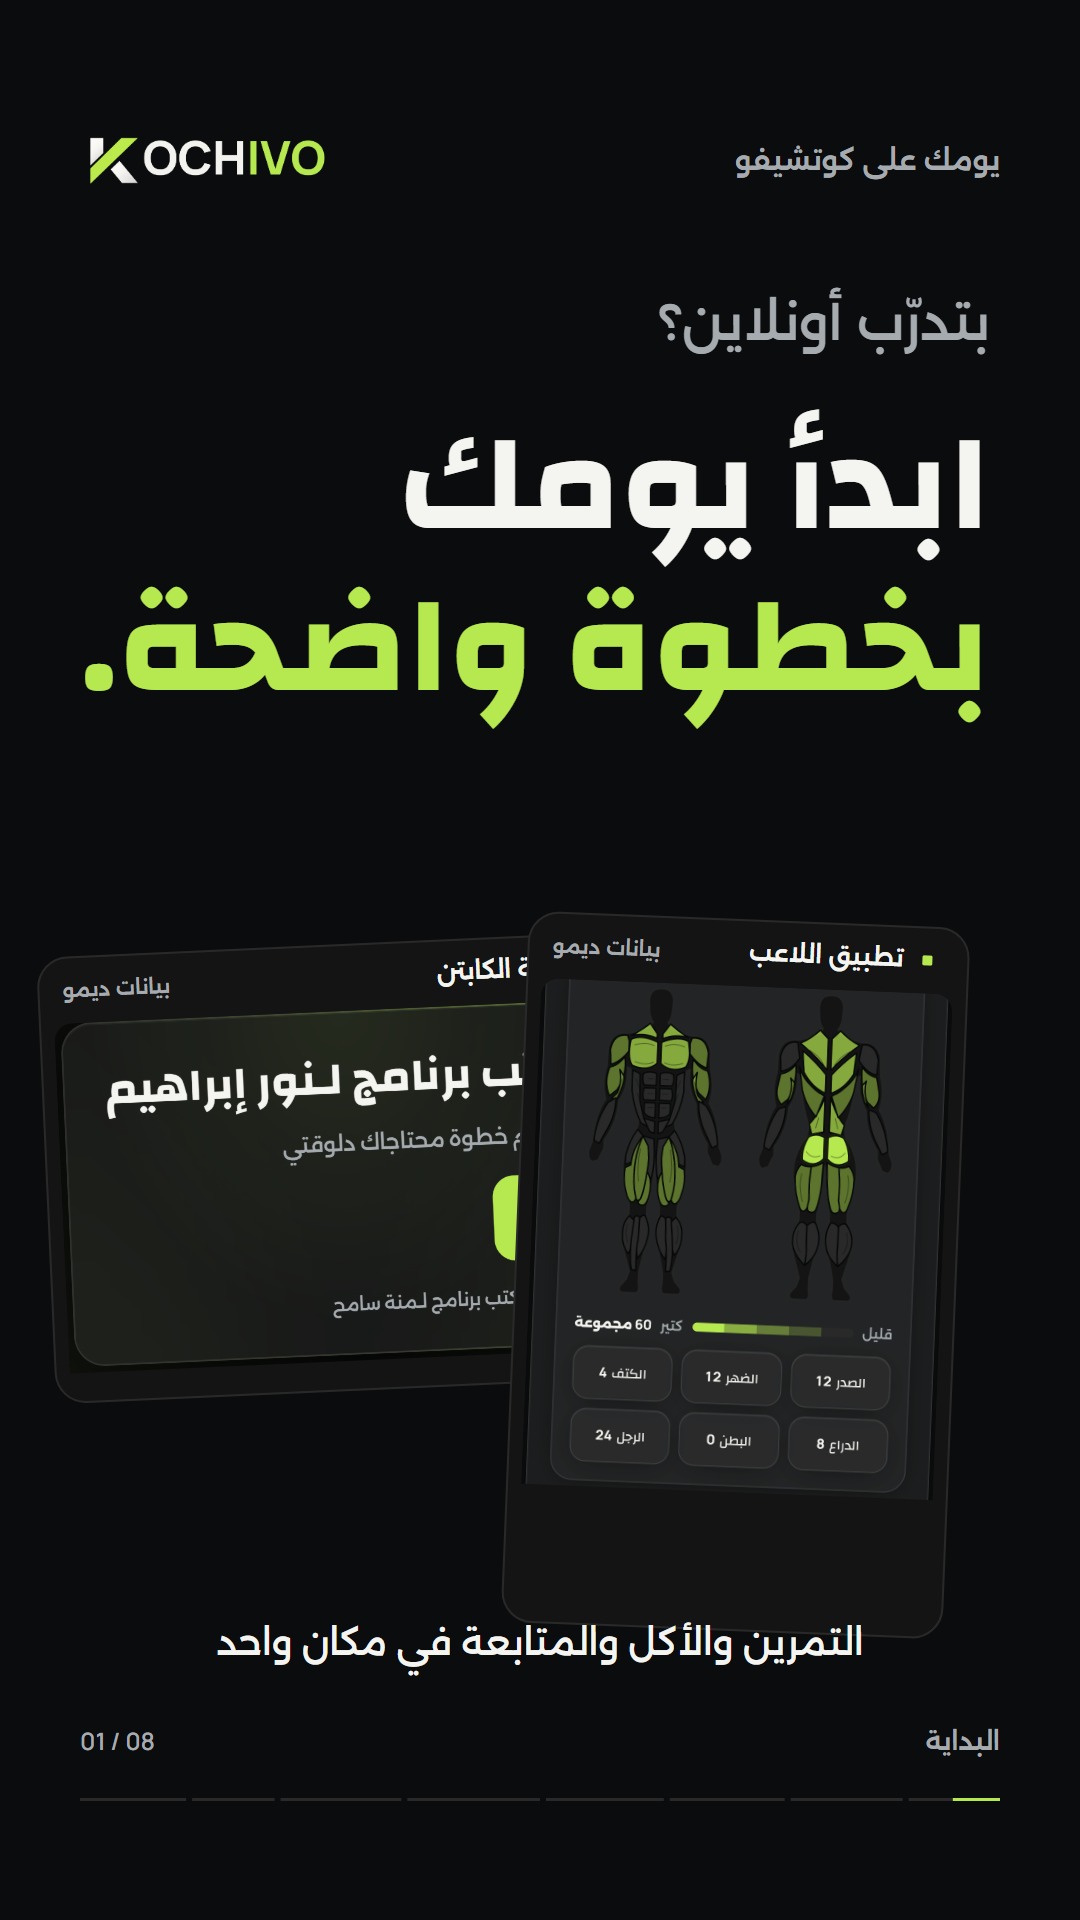 KOCHIVO
يومك على كوتشيفو
بتدرّب أونلاين؟
ابدأ يومك
بخطوة واضحة.
تطبيق اللاعب
بيانات ديمو
الكابتن
بيانات ديمو
برنامج لـنور إبراهيم
خطوة محتاجاك دلوقتي
برنامج لـمنة سامح
قليل
كتير
60 مجموعة
الصدر 12
الضهر 12
الكتف 4
الدراع 8
البطن 0
الرجل 24
التمرين والأكل والمتابعة في مكان واحد
البداية
01 / 08